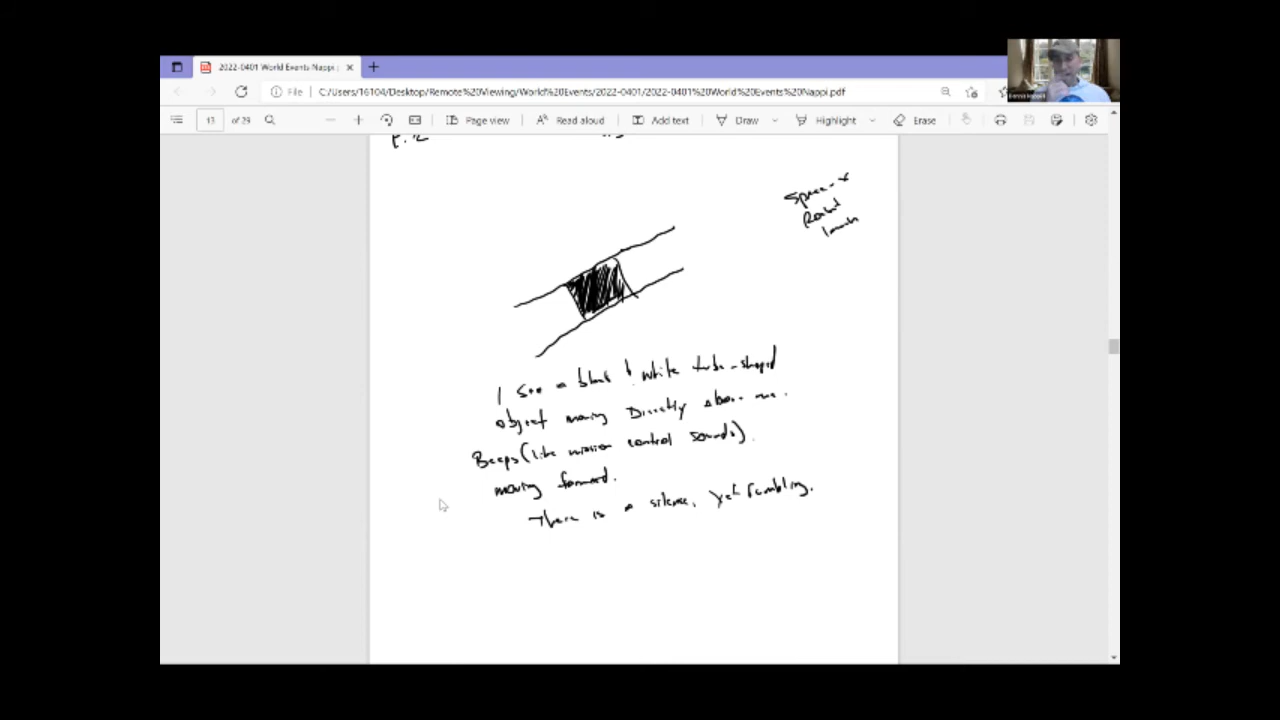 2022-0401 World Events Nappi.p
File
C:/Users/16104/Desktop/Remote%20Viewing/World%20Events/2022-0401/2022-0401%20World%20Events%20Nappi.pdf
13 of 29
Page view
Read aloud
Add text
Draw
Highlight
Erase
P. 12
Space-x
Rocket
launch
I see a black & white tube-shaped
object moving Directly above me.
Beeps (like mission control sounds).
moving forward.
There is a silence, yet rumbling.